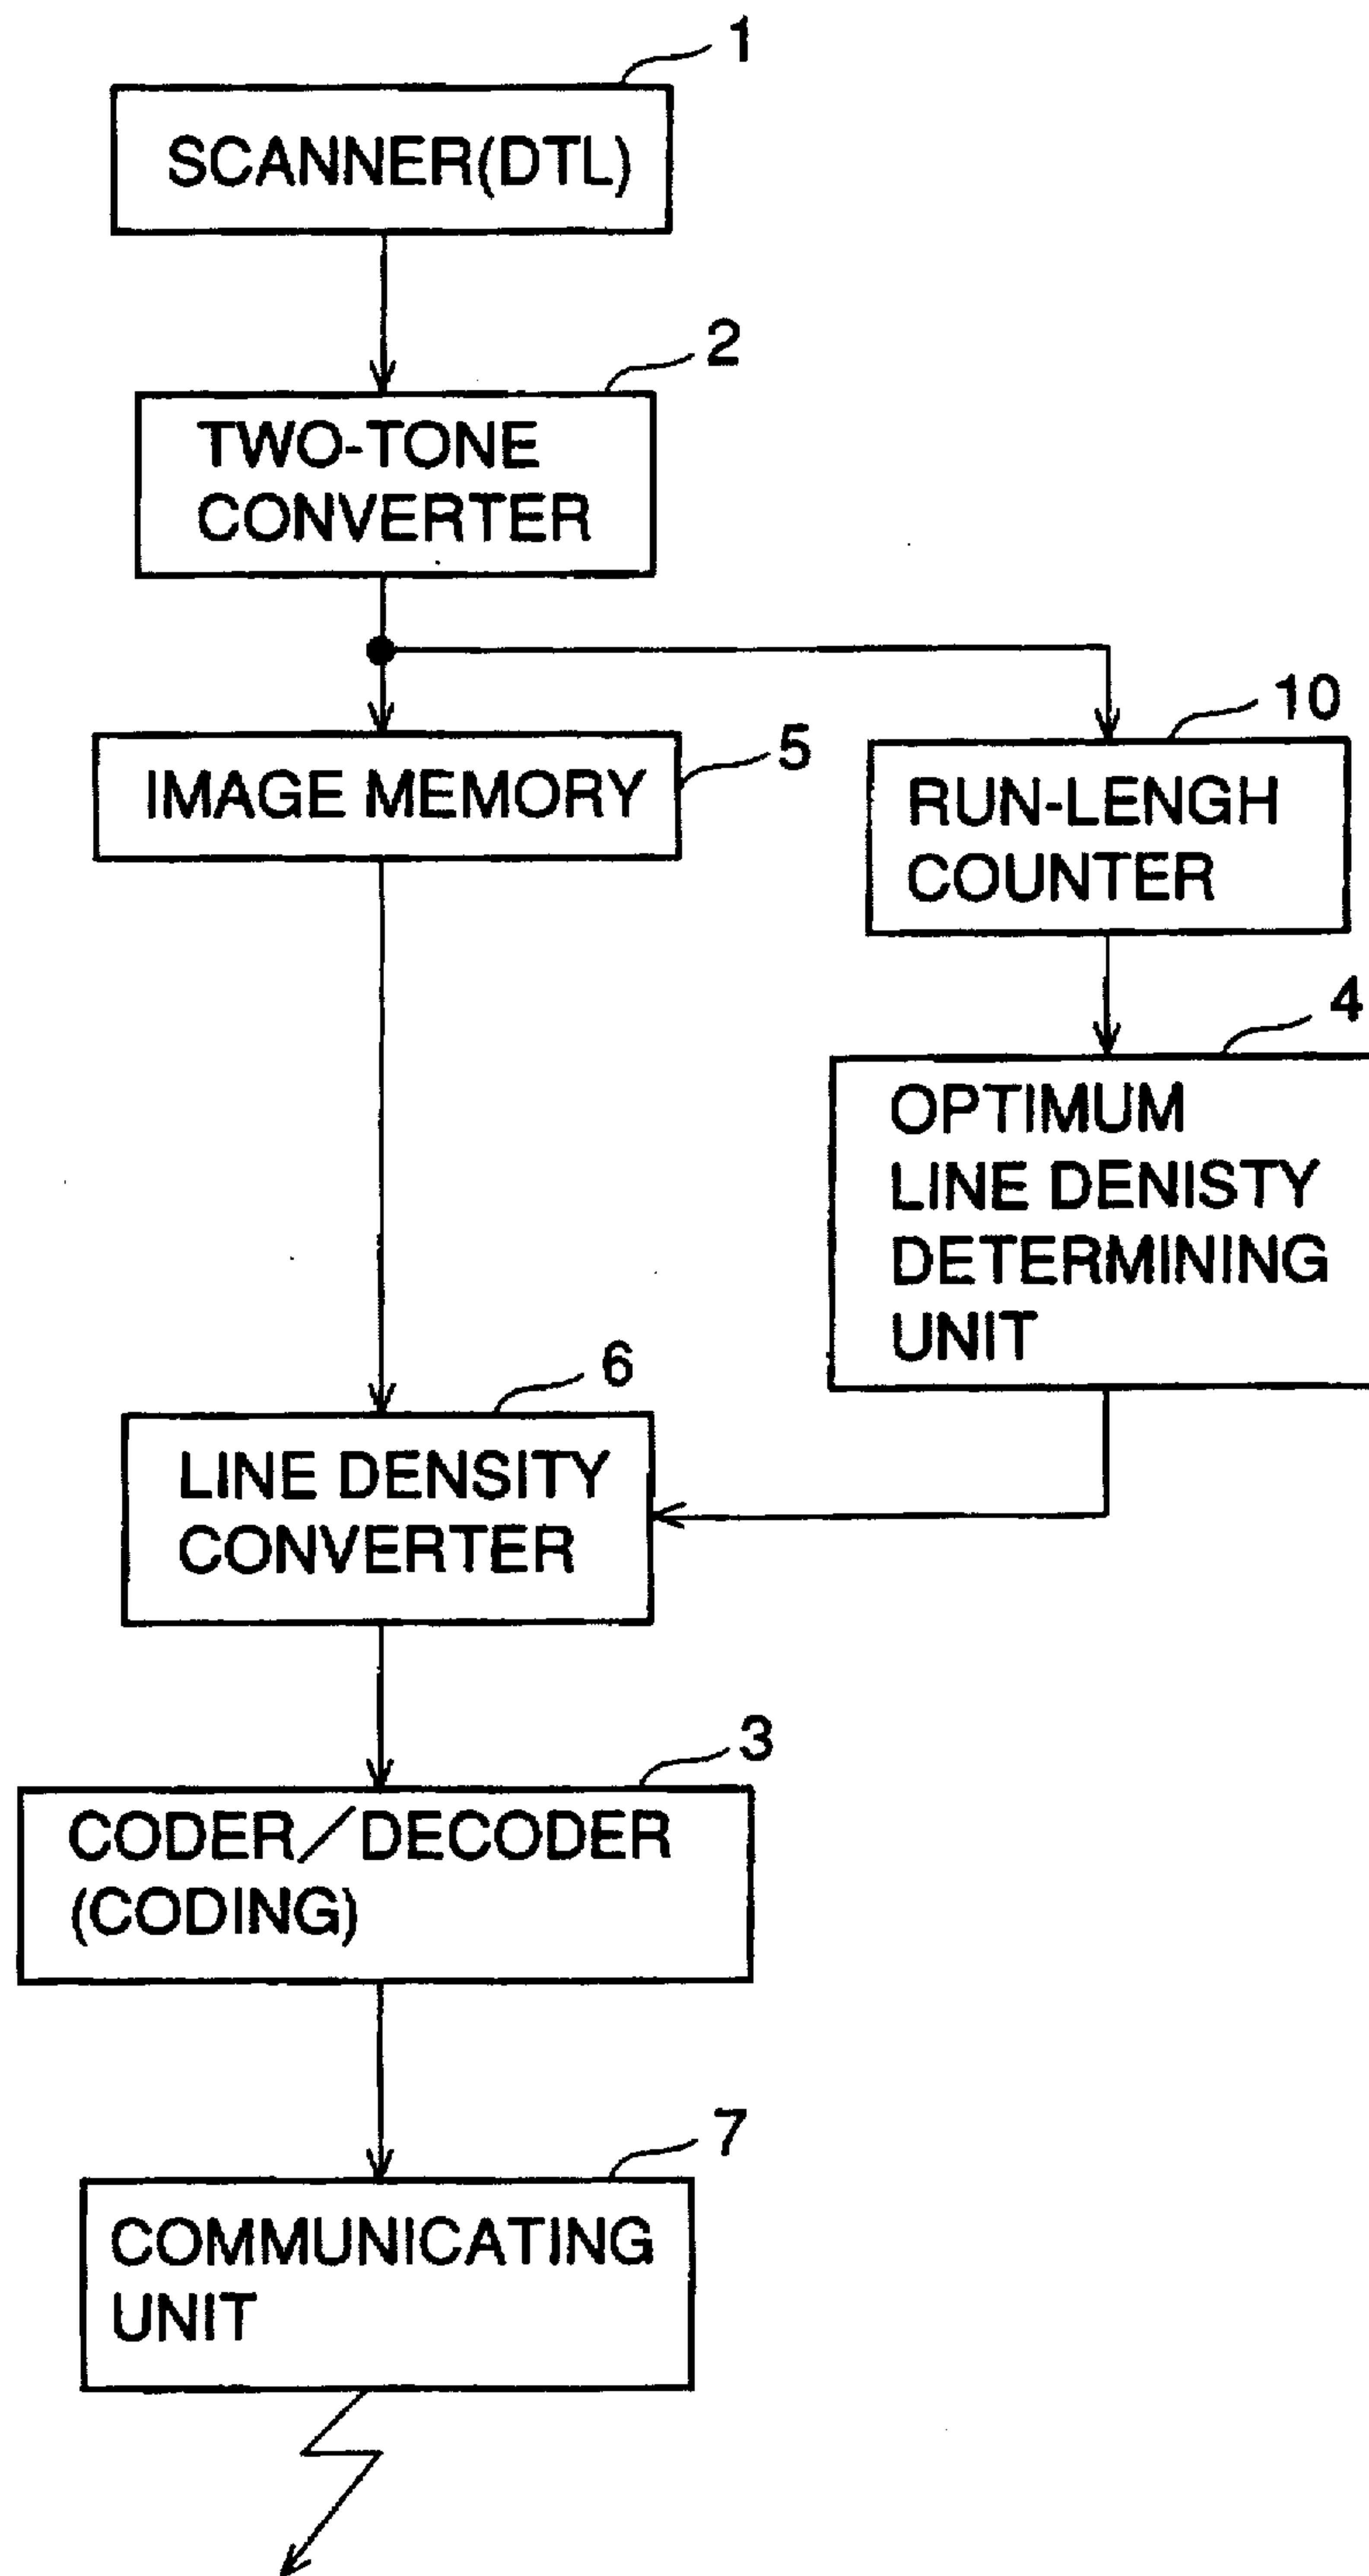 1
SCANNER(DTL)
2
TWO-TONE
CONVERTER
5
IMAGE MEMORY
10
RUN-LENGH
COUNTER
4
OPTIMUM
LINE DENISTY
DETERMINING
UNIT
6
LINE DENSITY
CONVERTER
3
CODER/DECODER
(CODING)
7
COMMUNICATING
UNIT